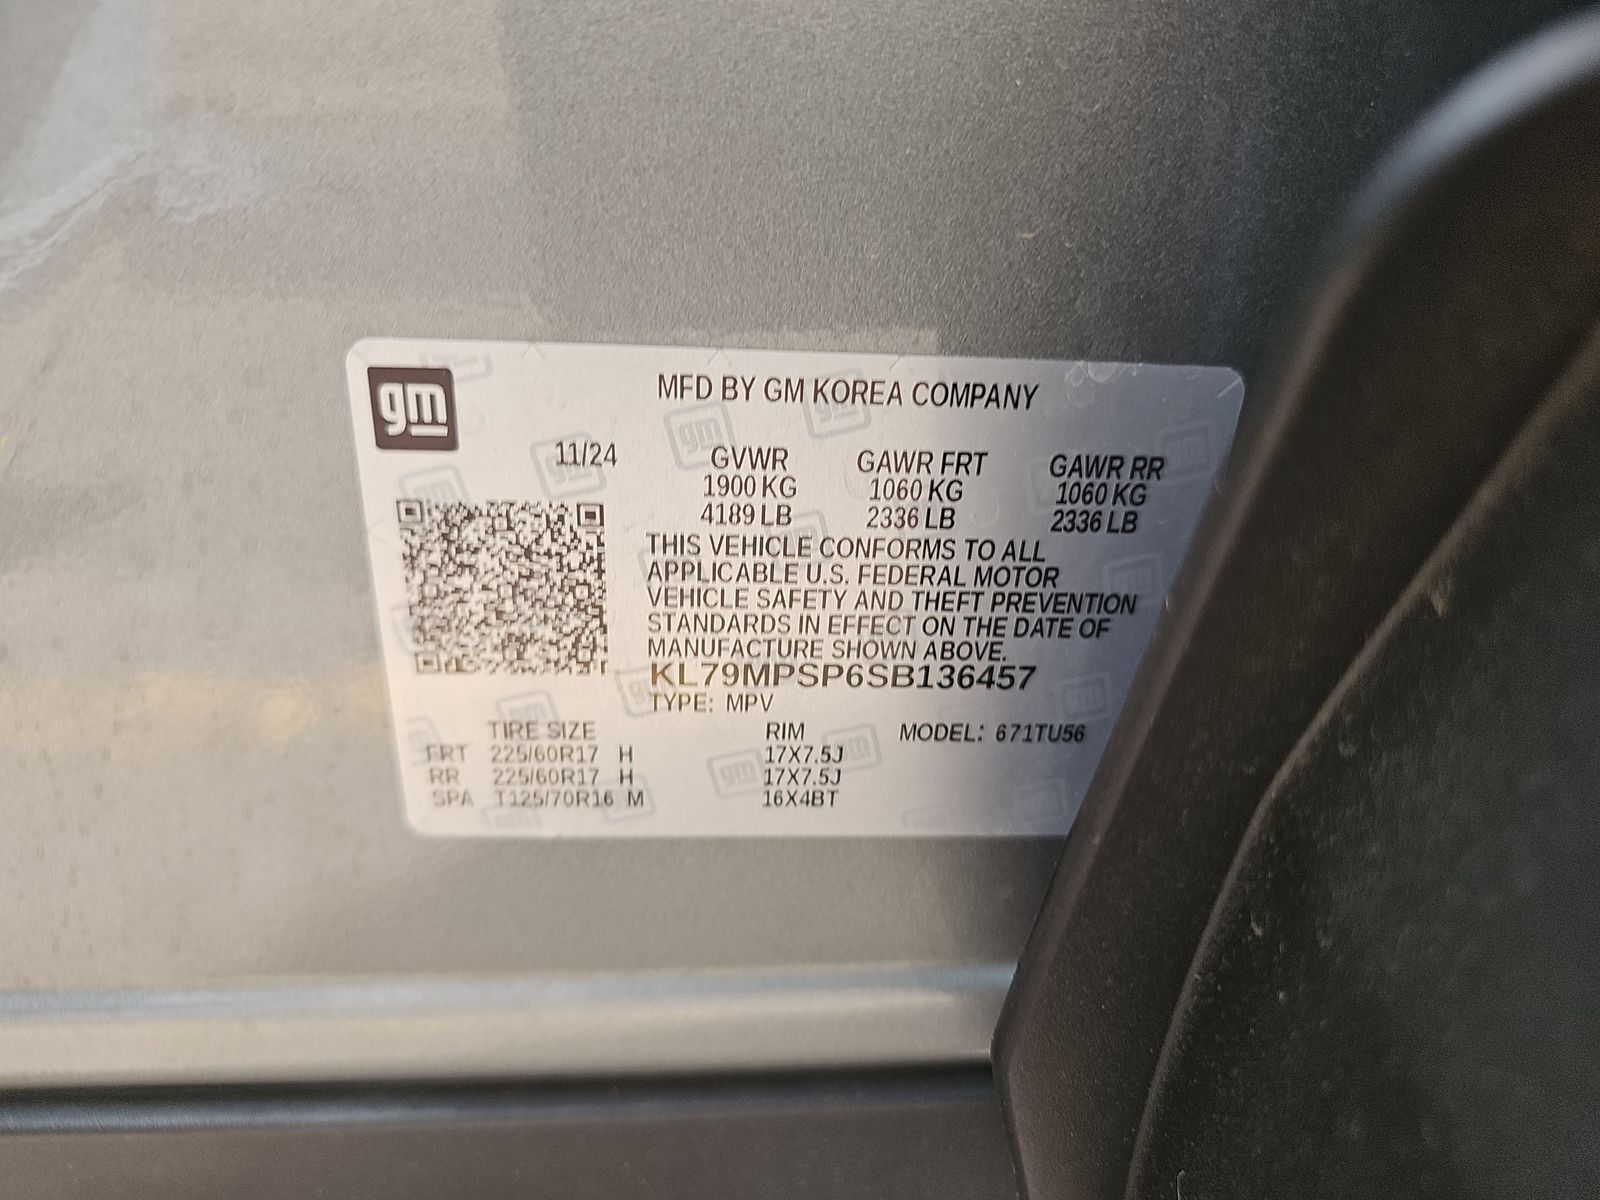 gm
MFD BY GM KOREA COMPANY
11/24 GVWR GAWR FRT GAWR RR
1900 KG 1060 KG 1060 KG
4189 LB 2336 LB 2336 LB
THIS VEHICLE CONFORMS TO ALL
APPLICABLE U.S. FEDERAL MOTOR
VEHICLE SAFETY AND THEFT PREVENTION
STANDARDS IN EFFECT ON THE DATE OF
MANUFACTURE SHOWN ABOVE.
KL79MPSP6SB136457
TYPE: MPV
TIRE SIZE RIM MODEL: 671TU56
FRT 225/60R17 H 17X7.5J
RR 225/60R17 H 17X7.5J
SPA T125/70R16 M 16X4BT